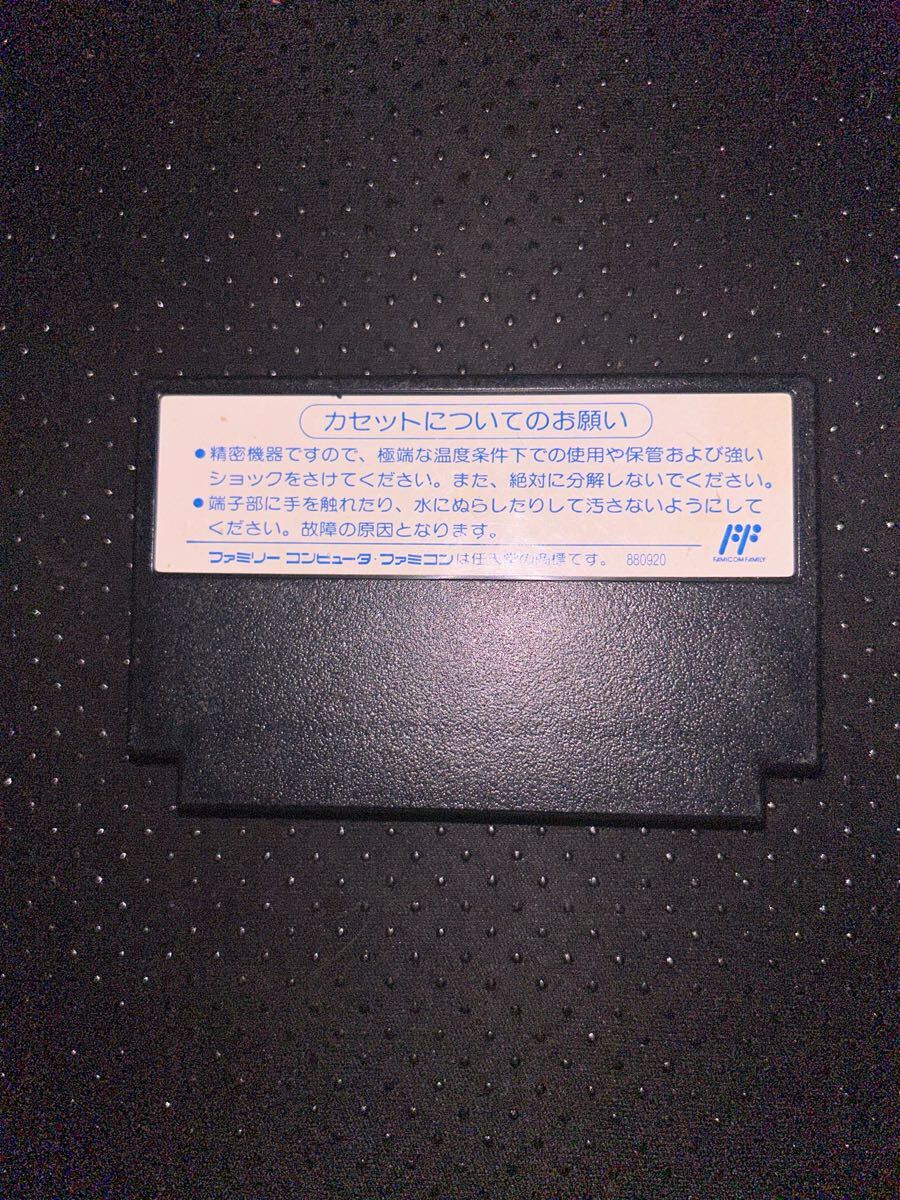 カセットについてのお願い
●精密機器ですので、極端な温度条件下での使用や保管および強い
ショックをさけてください。また、絶対に分解しないでください。
●端子部に手を触れたり、水にぬらしたりして汚さないようにして
ください。故障の原因となります。
ファミリー コンピュータ・ファミコンは任天堂の商標です。 880920
FAMICOM FAMILY